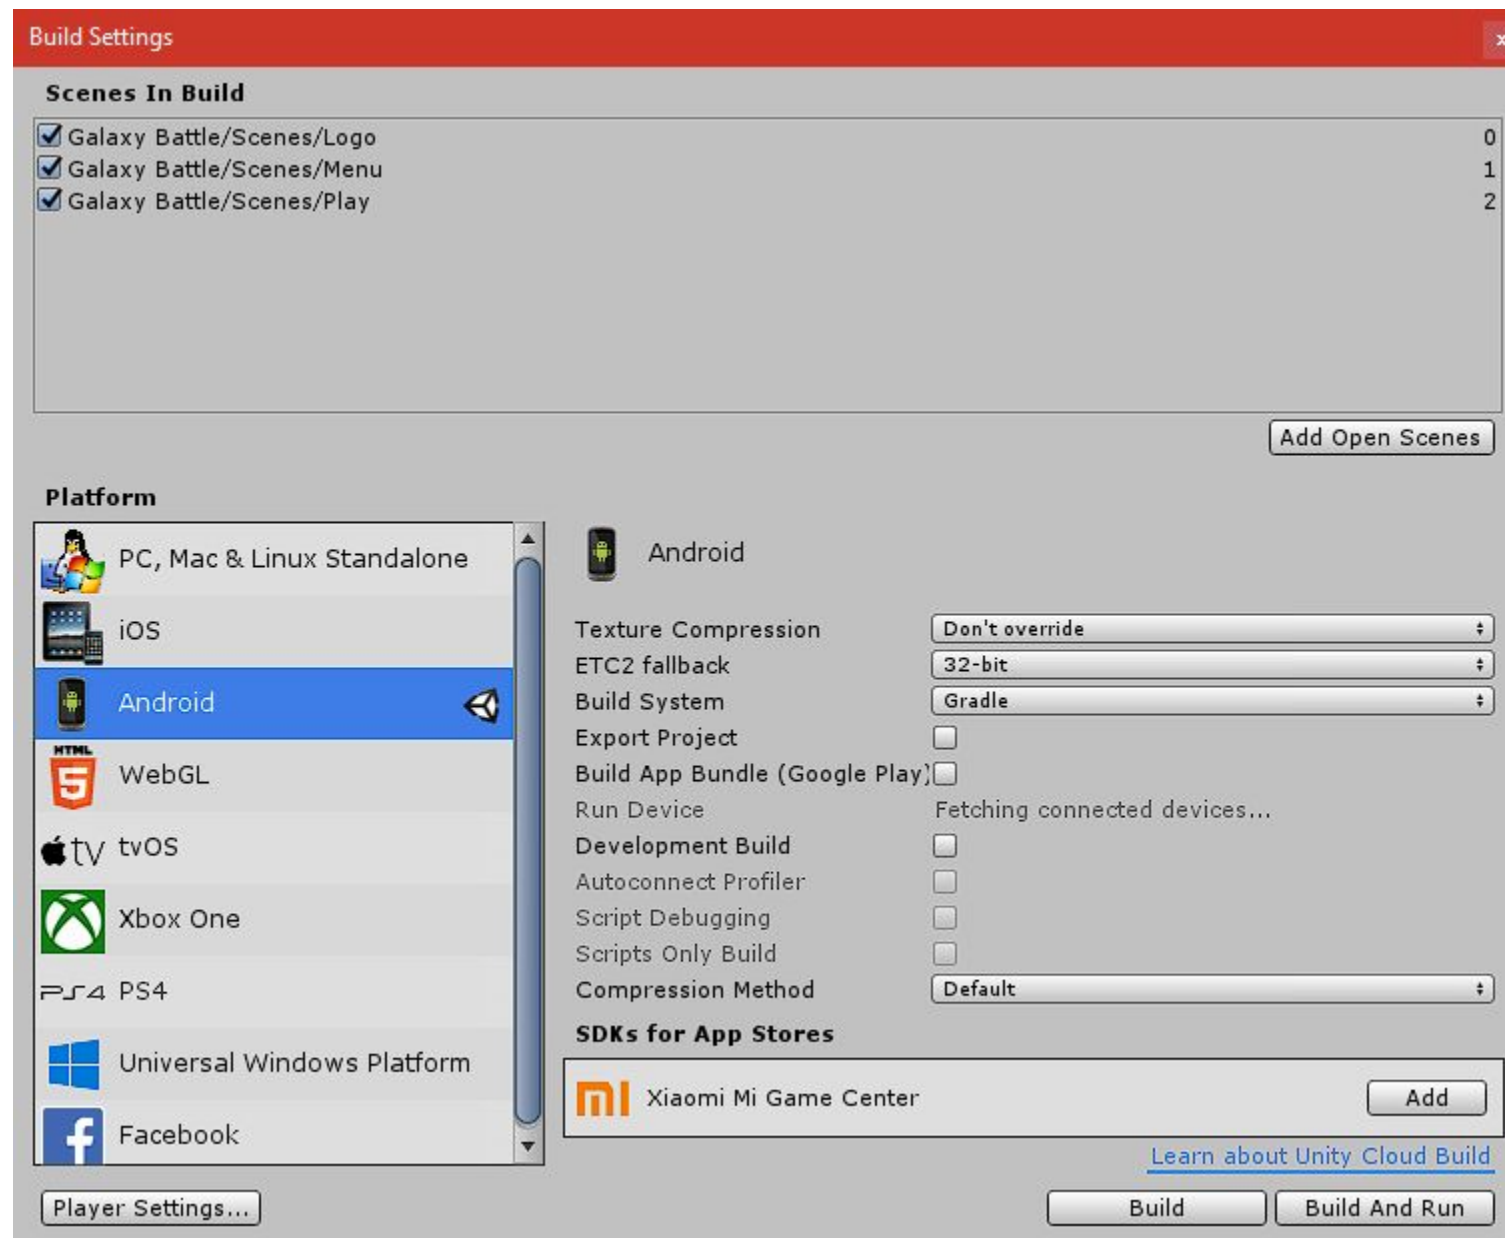 Build Settings
x
Scenes In Build
Galaxy Battle/Scenes/Logo 0
Galaxy Battle/Scenes/Menu 1
Galaxy Battle/Scenes/Play 2
Add Open Scenes
Platform
PC, Mac & Linux Standalone
iOS
Android
HTML
5
WebGL
tv tvOS
Xbox One
PS4 PS4
Universal Windows Platform
f Facebook
Android
Texture Compression Don't override
ETC2 fallback 32-bit
Build System Gradle
Export Project
Build App Bundle (Google Play)
Run Device Fetching connected devices...
Development Build
Autoconnect Profiler
Script Debugging
Scripts Only Build
Compression Method Default
SDKs for App Stores
mi Xiaomi Mi Game Center Add
Learn about Unity Cloud Build
Player Settings... Build Build And Run